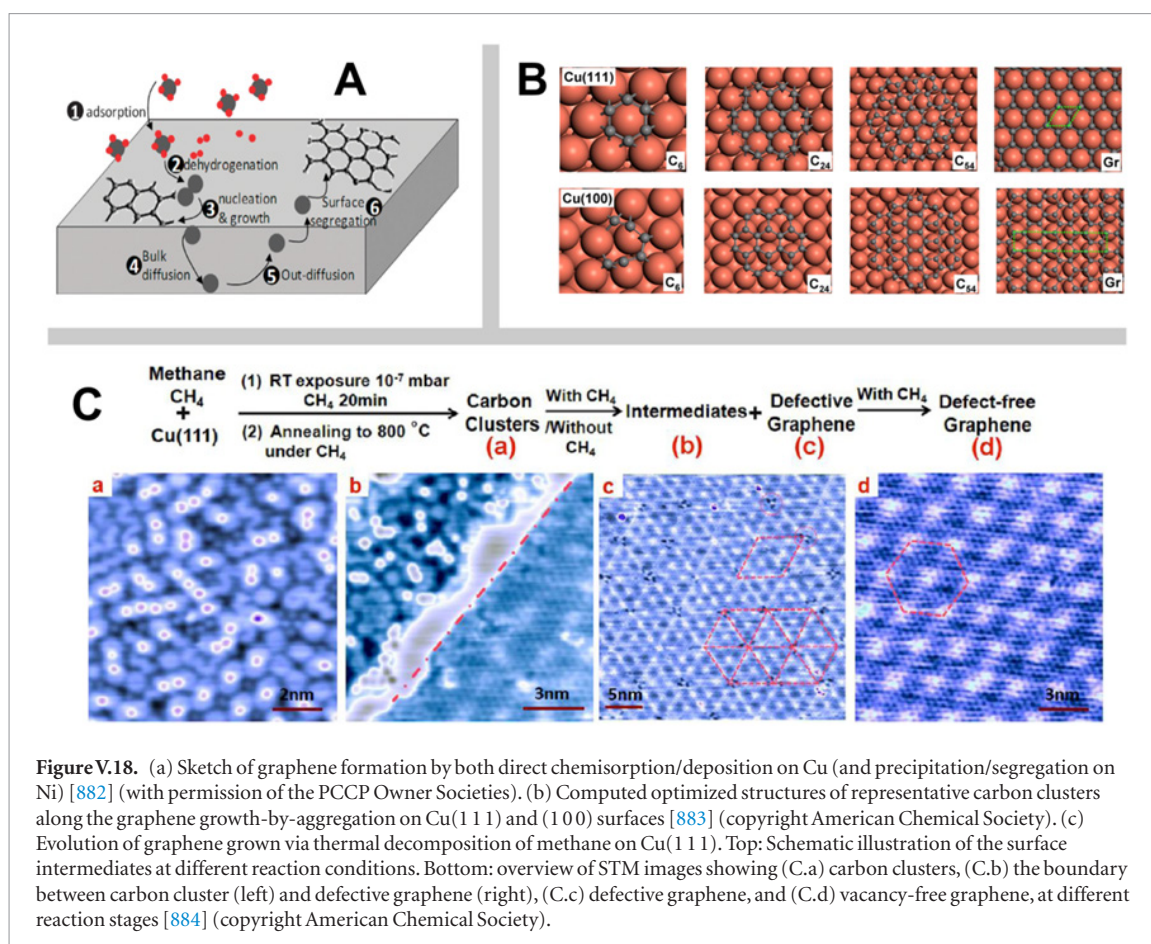 A
❶ adsorption
❷ dehydrogenation
❸ nucleation
& growth
❹ Bulk
diffusion
❺ Out-diffusion
Surface ❻
segregation
B
Cu(111)
C₆
C₂₄
C₅₄
Gr
Cu(100)
C₆
C₂₄
C₅₄
Gr
C
Methane
CH₄
+
Cu(111)
(1) RT exposure 10⁻⁷ mbar
CH₄ 20min
(2) Annealing to 800 °C
under CH₄
Carbon
Clusters
(a)
With CH₄
/Without
CH₄
Intermediates +
(b)
Defective
Graphene
(c)
With CH₄
Defect-free
Graphene
(d)
a
2nm
b
3nm
c
5nm
d
3nm
Figure V.18. (a) Sketch of graphene formation by both direct chemisorption/deposition on Cu (and precipitation/segregation on
Ni) [882] (with permission of the PCCP Owner Societies). (b) Computed optimized structures of representative carbon clusters
along the graphene growth-by-aggregation on Cu(1 1 1) and (1 0 0) surfaces [883] (copyright American Chemical Society). (c)
Evolution of graphene grown via thermal decomposition of methane on Cu(1 1 1). Top: Schematic illustration of the surface
intermediates at different reaction conditions. Bottom: overview of STM images showing (C.a) carbon clusters, (C.b) the boundary
between carbon cluster (left) and defective graphene (right), (C.c) defective graphene, and (C.d) vacancy-free graphene, at different
reaction stages [884] (copyright American Chemical Society).